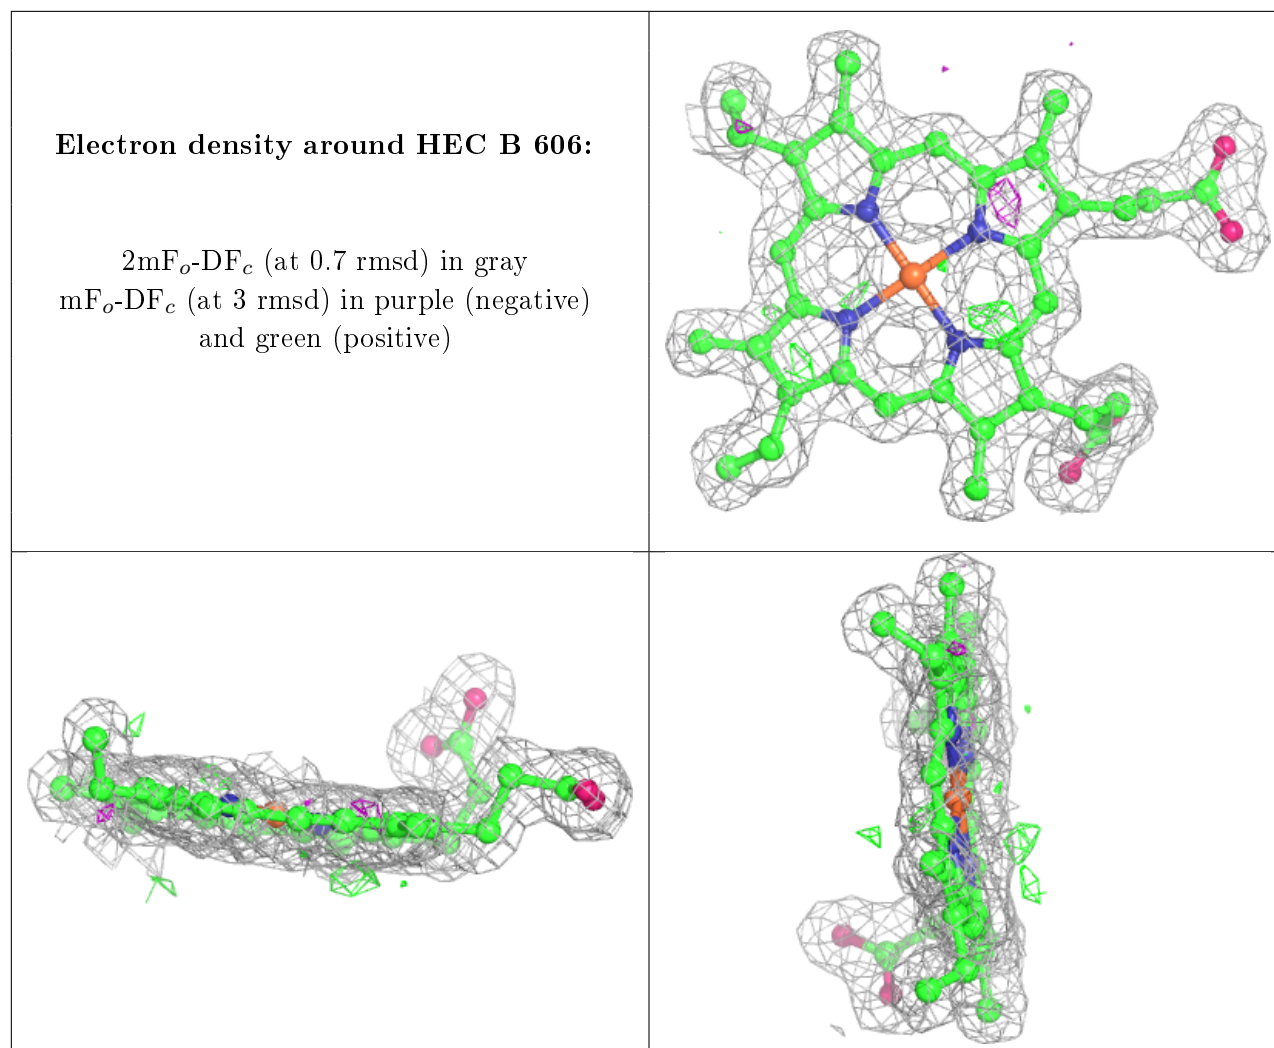 Electron density around HEC B 606:
2mFo-DFc (at 0.7 rmsd) in gray
mFo-DFc (at 3 rmsd) in purple (negative)
and green (positive)